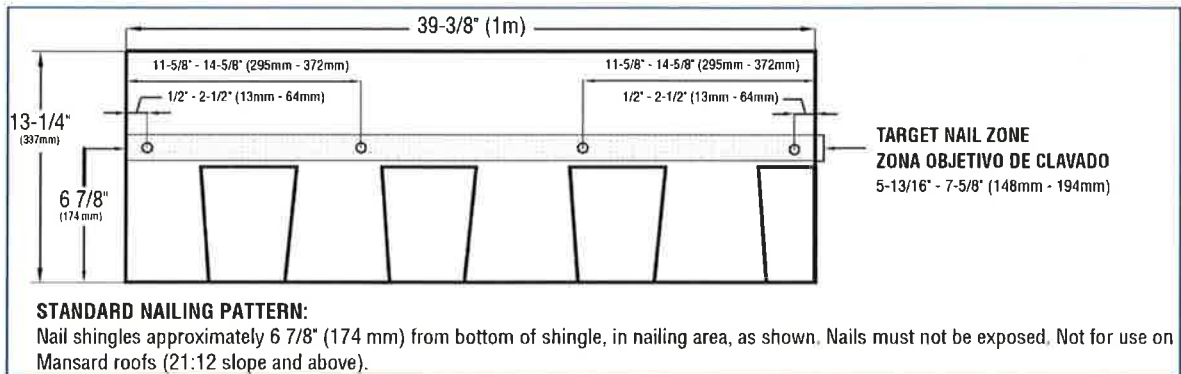 39-3/8" (1m)
11-5/8" - 14-5/8" (295mm - 372mm)
11-5/8" - 14-5/8" (295mm - 372mm)
1/2" - 2-1/2" (13mm - 64mm)
1/2" - 2-1/2" (13mm - 64mm)
13-1/4"
(337mm)
TARGET NAIL ZONE
ZONA OBJETIVO DE CLAVADO
5-13/16" - 7-5/8" (148mm - 194mm)
6 7/8"
(174 mm)
STANDARD NAILING PATTERN:
Nail shingles approximately 6 7/8" (174 mm) from bottom of shingle, in nailing area, as shown. Nails must not be exposed. Not for use on
Mansard roofs (21:12 slope and above).